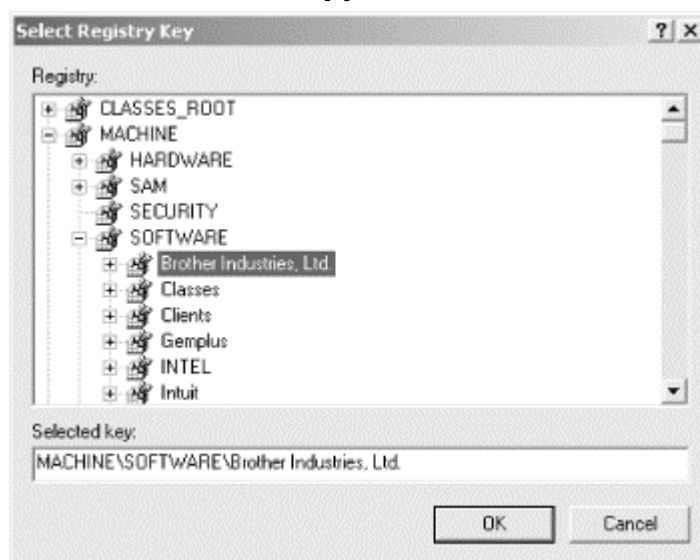 Select Registry Key
Registry:
CLASSES_ROOT
MACHINE
HARDWARE
SAM
SECURITY
SOFTWARE
Brother Industries, Ltd.
Classes
Clients
Gemplus
INTEL
Intuit
Selected key:
MACHINE\SOFTWARE\Brother Industries, Ltd.
OK Cancel